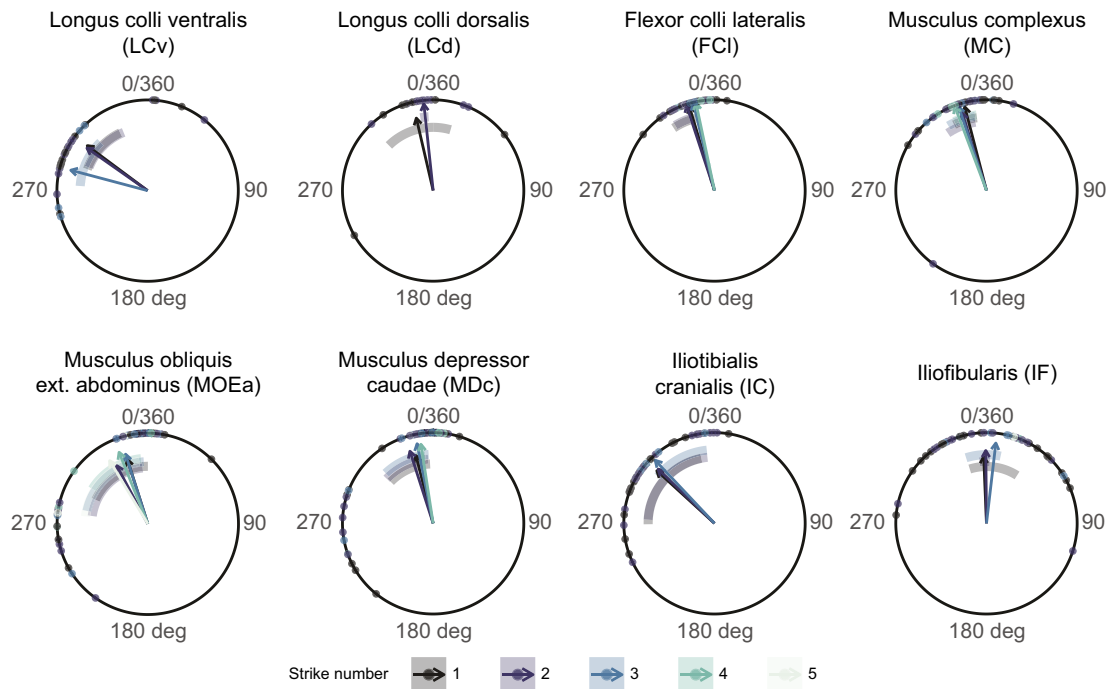 Longus colli ventralis
(LCv)
0/360
270
90
180 deg
Longus colli dorsalis
(LCd)
0/360
270
90
180 deg
Flexor colli lateralis
(FCl)
0/360
270
90
180 deg
Musculus complexus
(MC)
0/360
270
90
180 deg
Musculus obliquis
ext. abdominus (MOEa)
0/360
270
90
180 deg
Musculus depressor
caudae (MDc)
0/360
270
90
180 deg
Iliotibialis
cranialis (IC)
0/360
270
90
180 deg
Iliofibularis (IF)
0/360
270
90
180 deg
Strike number 1 2 3 4 5